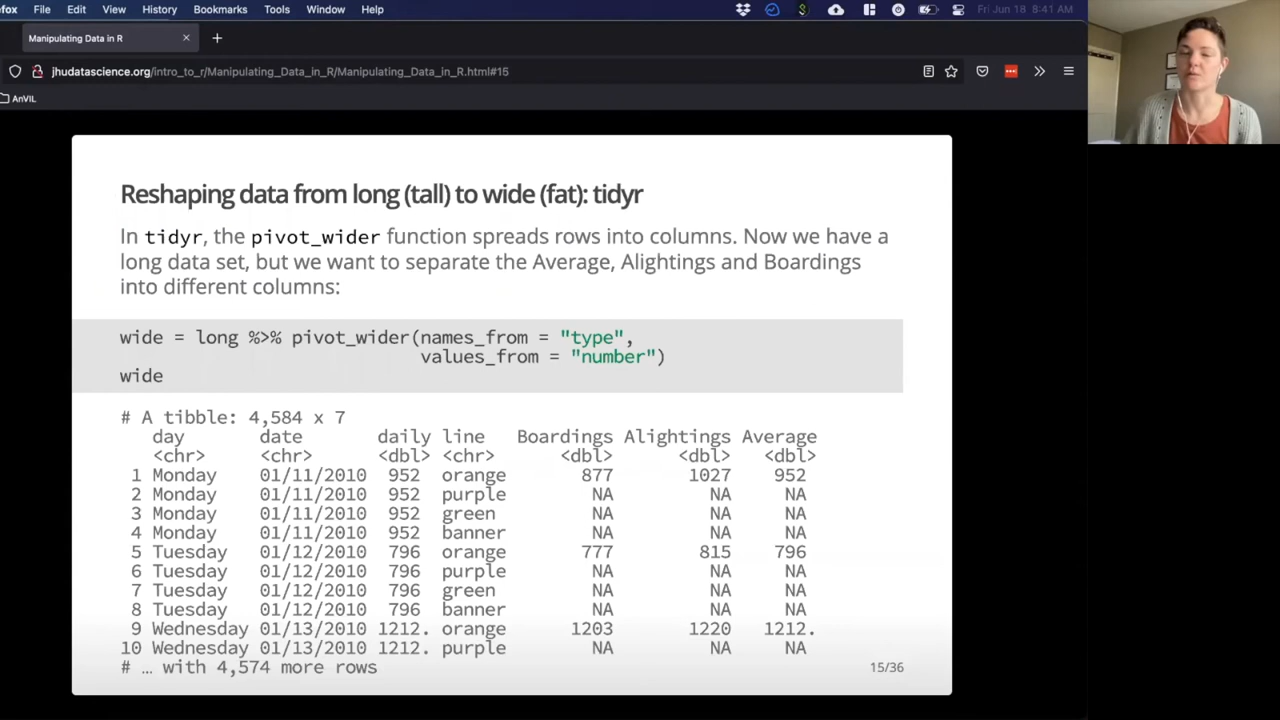 fox File Edit View History Bookmarks Tools Window Help Fri Jun 18 8:41 AM
Manipulating Data in R × +
jhudatascience.org/intro_to_r/Manipulating_Data_in_R/Manipulating_Data_in_R.html#15
AnVIL
Reshaping data from long (tall) to wide (fat): tidyr
In tidyr, the pivot_wider function spreads rows into columns. Now we have a
long data set, but we want to separate the Average, Alightings and Boardings
into different columns:
wide = long %>% pivot_wider(names_from = "type",
values_from = "number")
wide
# A tibble: 4,584 x 7
day date daily line Boardings Alightings Average
<chr> <chr> <dbl> <chr> <dbl> <dbl> <dbl>
1 Monday 01/11/2010 952 orange 877 1027 952
2 Monday 01/11/2010 952 purple NA NA NA
3 Monday 01/11/2010 952 green NA NA NA
4 Monday 01/11/2010 952 banner NA NA NA
5 Tuesday 01/12/2010 796 orange 777 815 796
6 Tuesday 01/12/2010 796 purple NA NA NA
7 Tuesday 01/12/2010 796 green NA NA NA
8 Tuesday 01/12/2010 796 banner NA NA NA
9 Wednesday 01/13/2010 1212. orange 1203 1220 1212.
10 Wednesday 01/13/2010 1212. purple NA NA NA
# … with 4,574 more rows
15/36